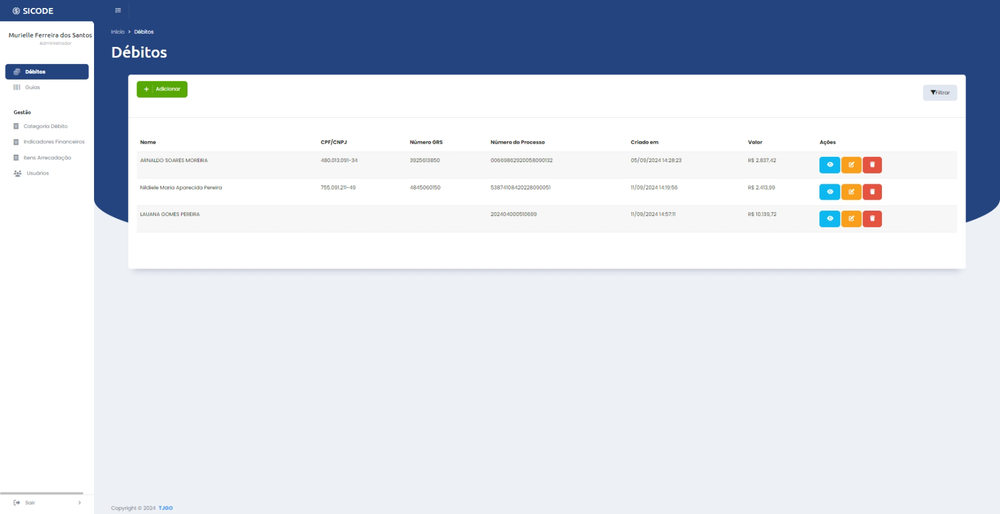 SICODE
Murielle Ferreira dos Santos
Administrador
Débitos
Guias
Gestão
Categoria Débito
Indicadores Financeiros
Itens Arrecadação
Usuários
Sair
Início > Débitos
Débitos
+ Adicionar
Filtrar
Nome CPF/CNPJ Número GRS Número do Processo Criado em Valor Ações
ARNALDO SOARES MOREIRA 480.013.091-34 3925613850 00669862920058090132 05/09/2024 14:28:23 R$ 2.837,42
Nildiele Maria Aparecida Pereira 755.091.211-49 4845060150 53874108420228090051 11/09/2024 14:19:56 R$ 2.413,99
LAUANA GOMES PEREIRA 202404000510699 11/09/2024 14:57:11 R$ 10.139,72
Copyright © 2024 TJGO